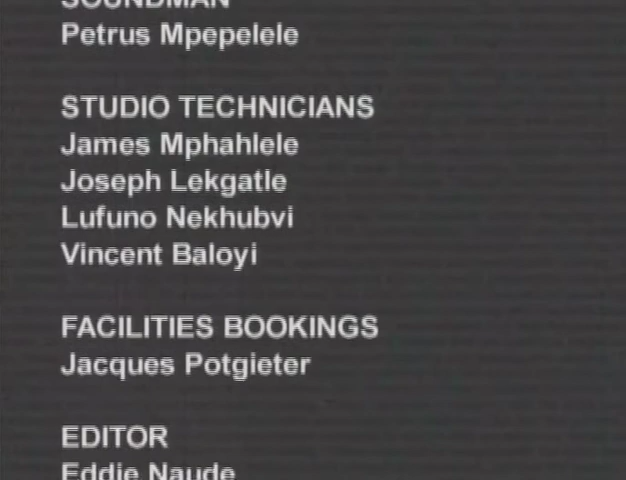 SOUNDMAN
Petrus Mpepelele
STUDIO TECHNICIANS
James Mphahlele
Joseph Lekgatle
Lufuno Nekhubvi
Vincent Baloyi
FACILITIES BOOKINGS
Jacques Potgieter
EDITOR
Eddie Naude